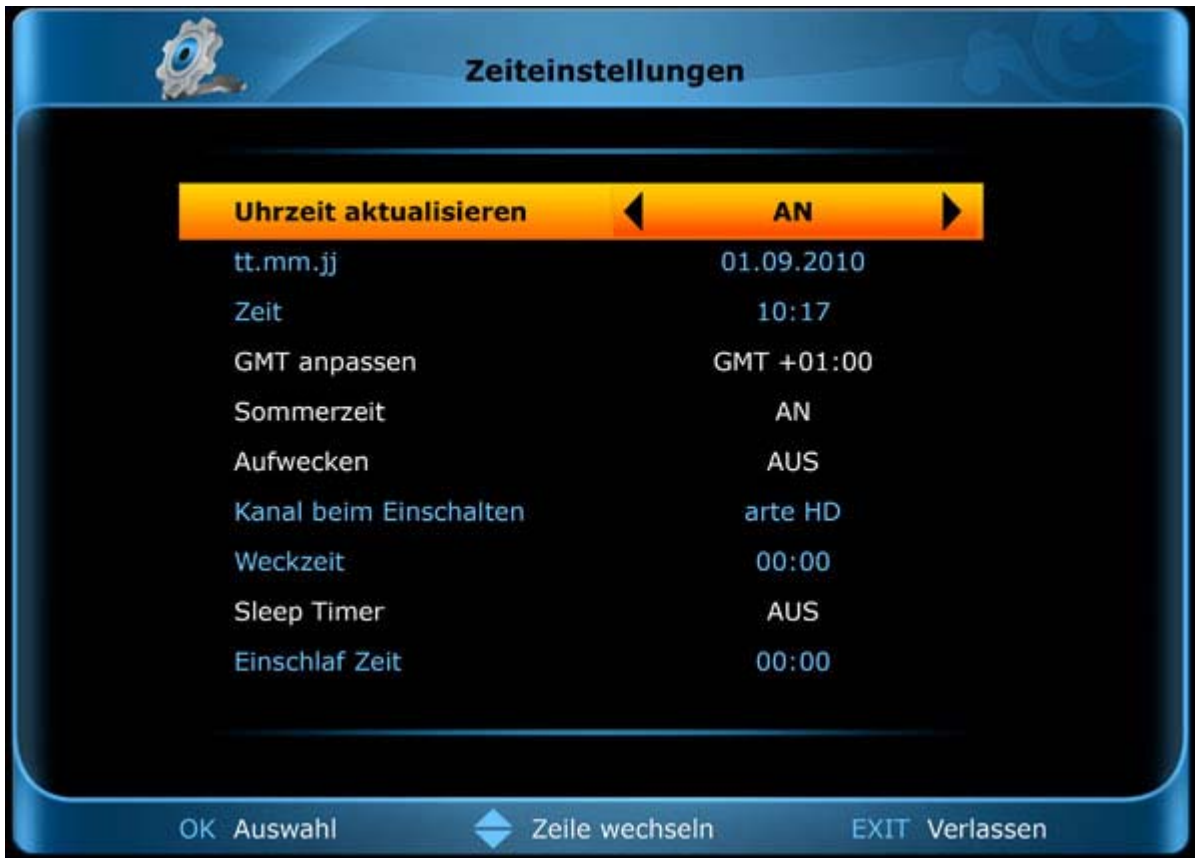 Zeiteinstellungen
Uhrzeit aktualisieren AN
tt.mm.jj 01.09.2010
Zeit 10:17
GMT anpassen GMT +01:00
Sommerzeit AN
Aufwecken AUS
Kanal beim Einschalten arte HD
Weckzeit 00:00
Sleep Timer AUS
Einschlaf Zeit 00:00
OK Auswahl Zeile wechseln EXIT Verlassen